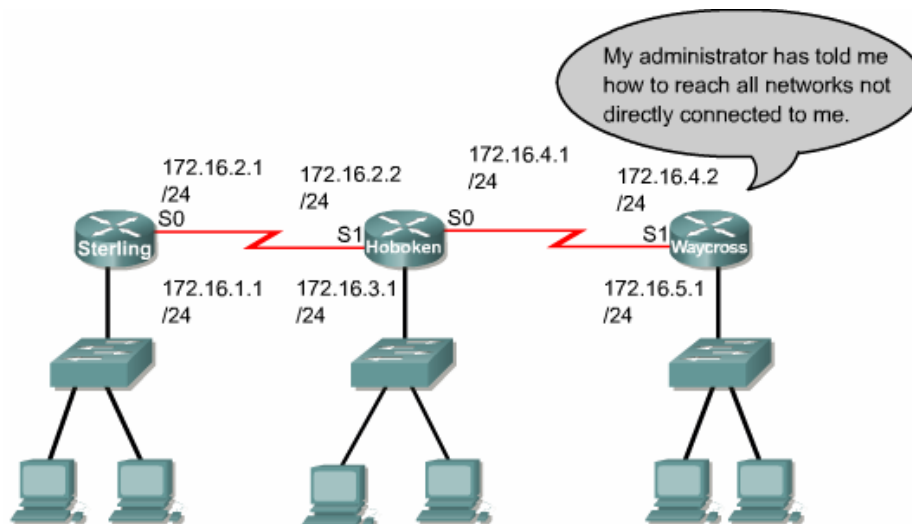 My administrator has told me
how to reach all networks not
directly connected to me.
172.16.2.1
/24
172.16.2.2
/24
172.16.4.1
/24
172.16.4.2
/24
S0
S1
S0
S1
Sterling
Hoboken
Waycross
172.16.1.1
/24
172.16.3.1
/24
172.16.5.1
/24